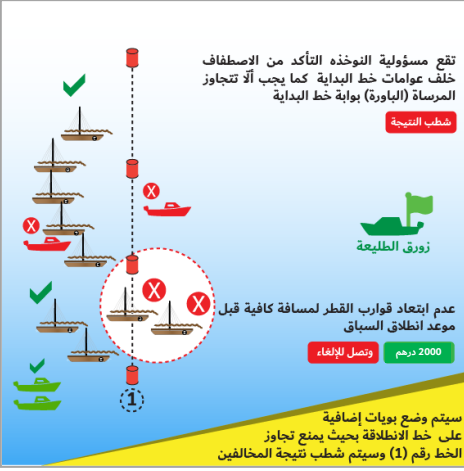 تقع مسؤولية النوخذه التأكد من الاصطفاف
خلف عوامات خط البداية كما يجب ألّا تتجاوز
المرساة (الباورة) بوابة خط البداية
شطب النتيجة
X
X
زورق الطليعة
X
X
عدم ابتعاد قوارب القطر لمسافة كافية قبل
موعد انطلاق السباق
2000 درهم
وتصل للإلغاء
1
سيتم وضع بويات إضافية
على خط الانطلاقة بحيث يمنع تجاوز
الخط رقم (1) وسيتم شطب نتيجة المخالفين